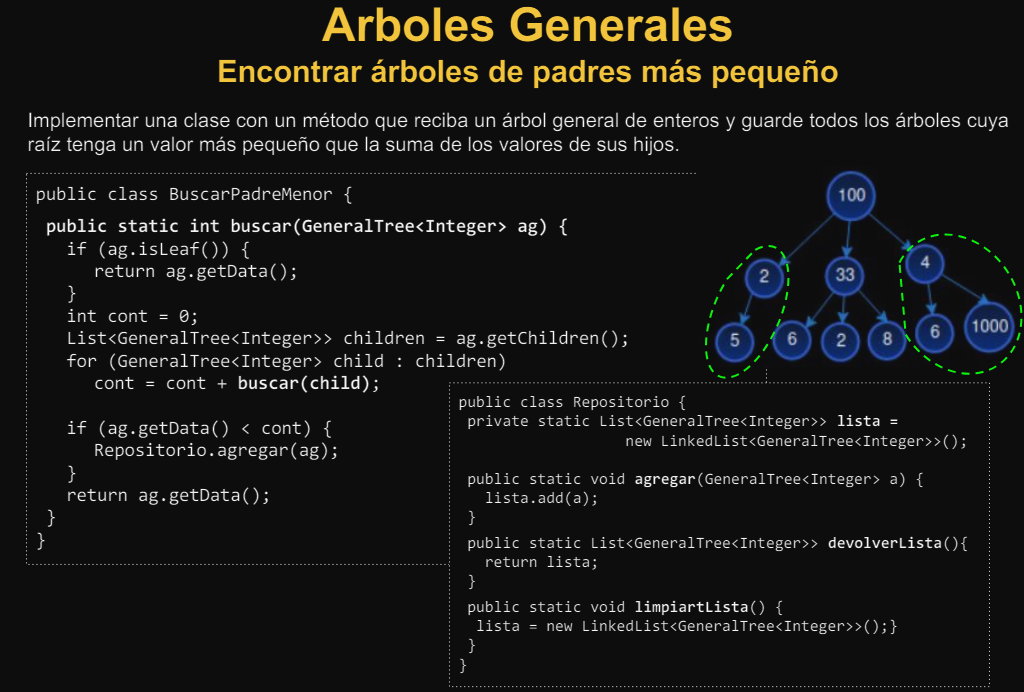 Arboles Generales
Encontrar árboles de padres más pequeño
Implementar una clase con un método que reciba un árbol general de enteros y guarde todos los árboles cuya
raíz tenga un valor más pequeño que la suma de los valores de sus hijos.
public class BuscarPadreMenor {
public static int buscar(GeneralTree<Integer> ag) {
if (ag.isLeaf()) {
return ag.getData();
}
int cont = 0;
List<GeneralTree<Integer>> children = ag.getChildren();
for (GeneralTree<Integer> child : children)
cont = cont + buscar(child);
if (ag.getData() < cont) {
Repositorio.agregar(ag);
}
return ag.getData();
}
}
100
2
33
4
5
6
2
8
6
1000
public class Repositorio {
private static List<GeneralTree<Integer>> lista =
new LinkedList<GeneralTree<Integer>>();
public static void agregar(GeneralTree<Integer> a) {
lista.add(a);
}
public static List<GeneralTree<Integer>> devolverLista(){
return lista;
}
public static void limpiartLista() {
lista = new LinkedList<GeneralTree<Integer>>();}
}
}